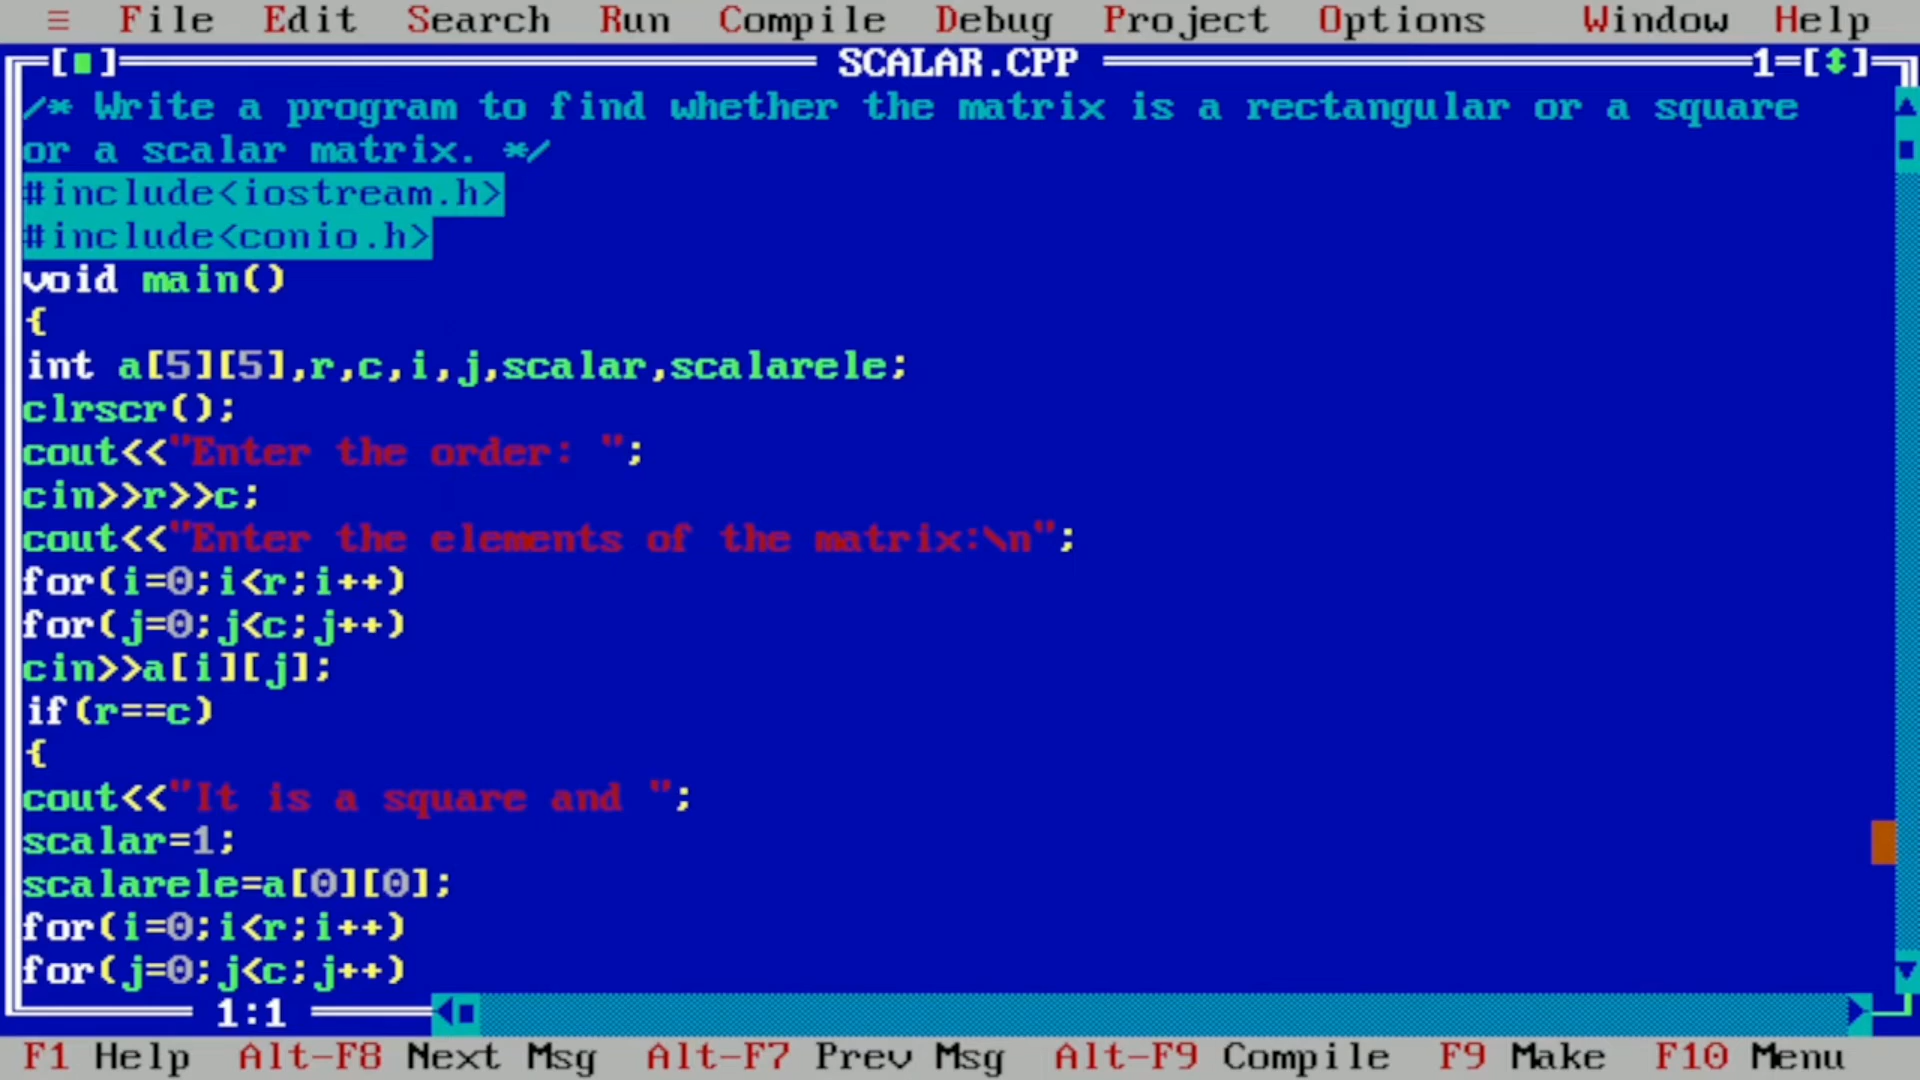 ≡ File Edit Search Run Compile Debug Project Options Window Help
[■] SCALAR.CPP 1=[↕]
/* Write a program to find whether the matrix is a rectangular or a square
or a scalar matrix. */
#include<iostream.h>
#include<conio.h>
void main()
{
int a[5][5],r,c,i,j,scalar,scalarele;
clrscr();
cout<<"Enter the order: ";
cin>>r>>c;
cout<<"Enter the elements of the matrix:\n";
for(i=0;i<r;i++)
for(j=0;j<c;j++)
cin>>a[i][j];
if(r==c)
{
cout<<"It is a square and ";
scalar=1;
scalarele=a[0][0];
for(i=0;i<r;i++)
for(j=0;j<c;j++)
1:1
F1 Help Alt-F8 Next Msg Alt-F7 Prev Msg Alt-F9 Compile F9 Make F10 Menu